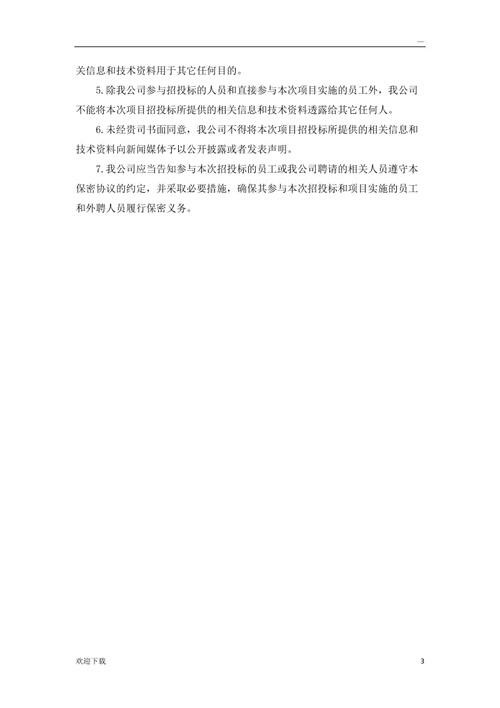 关信息和技术资料用于其它任何目的。
5.除我公司参与招投标的人员和直接参与本次项目实施的员工外，我公司
不能将本次项目招投标所提供的相关信息和技术资料透露给其它任何人。
6.未经贵司书面同意，我公司不得将本次项目招投标所提供的相关信息和
技术资料向新闻媒体予以公开披露或者发表声明。
7.我公司应当告知参与本次招投标的员工或我公司聘请的相关人员遵守本
保密协议的约定，并采取必要措施，确保其参与本次招投标和项目实施的员工
和外聘人员履行保密义务。
欢迎下载 3